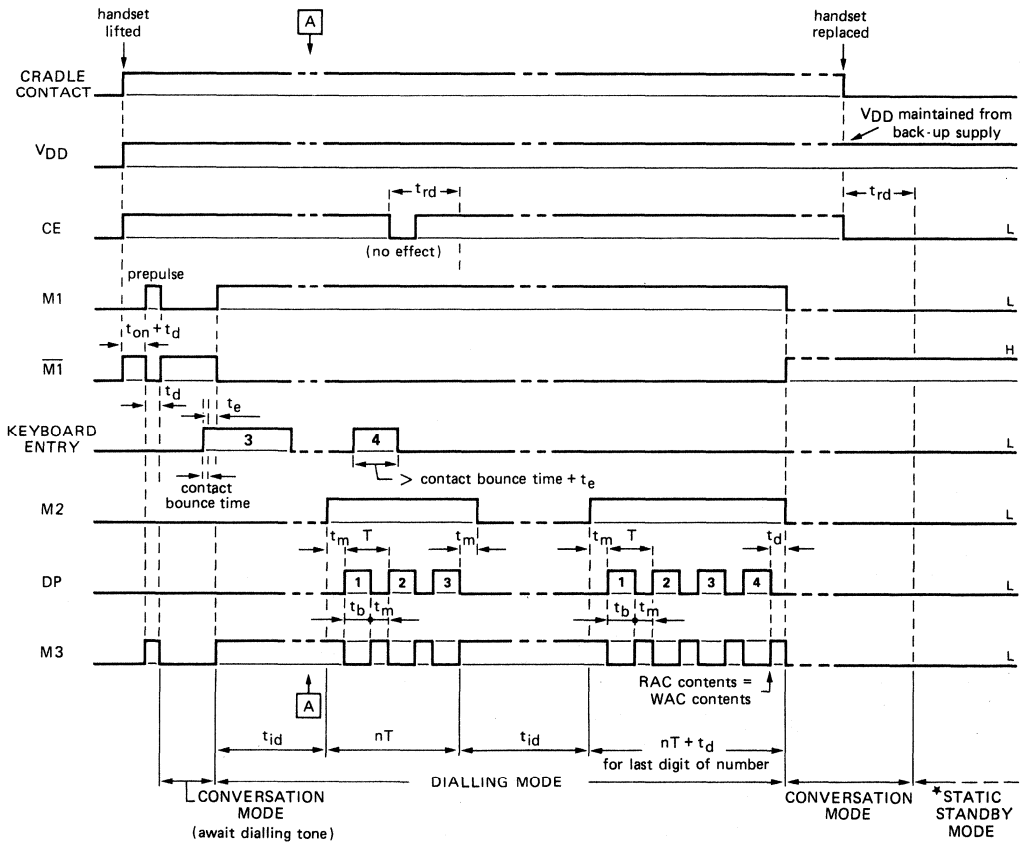 handset lifted
A
handset replaced
CRADLE CONTACT
VDD maintained from back-up supply
VDD
trd
trd
CE
(no effect)
L
prepulse
M1
L
ton + td
H
M1
td
te
KEYBOARD ENTRY
3
4
L
contact bounce time
> contact bounce time + te
M2
L
tm
T
tm
tm
T
td
DP
1
2
3
1
2
3
4
L
tb
tm
tb
tm
M3
L
A
RAC contents = WAC contents
tid
nT
tid
nT + td
for last digit of number
DIALLING MODE
CONVERSATION MODE
(await dialling tone)
CONVERSATION MODE
*STATIC STANDBY MODE